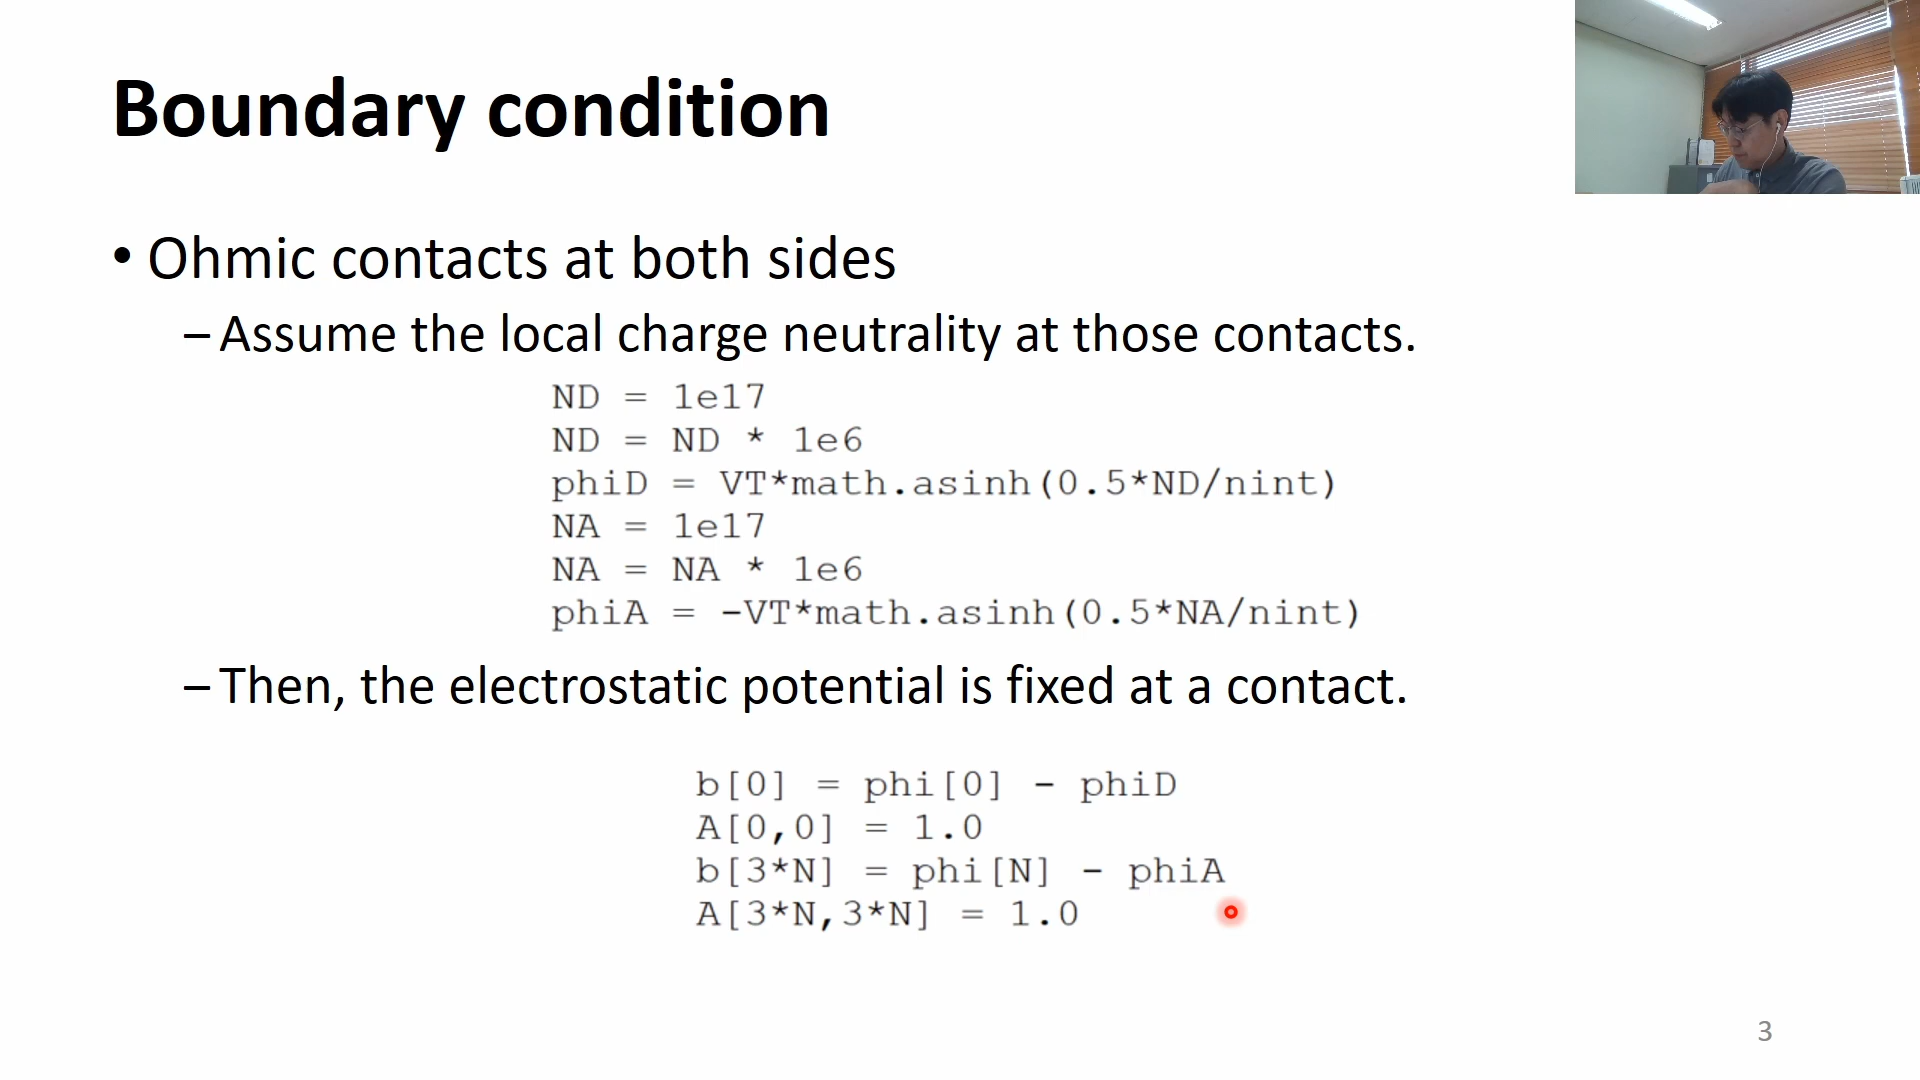 Boundary condition
• Ohmic contacts at both sides
– Assume the local charge neutrality at those contacts.
ND = 1e17
ND = ND * 1e6
phiD = VT*math.asinh(0.5*ND/nint)
NA = 1e17
NA = NA * 1e6
phiA = -VT*math.asinh(0.5*NA/nint)
– Then, the electrostatic potential is fixed at a contact.
b[0] = phi[0] - phiD
A[0,0] = 1.0
b[3*N] = phi[N] - phiA
A[3*N,3*N] = 1.0
3